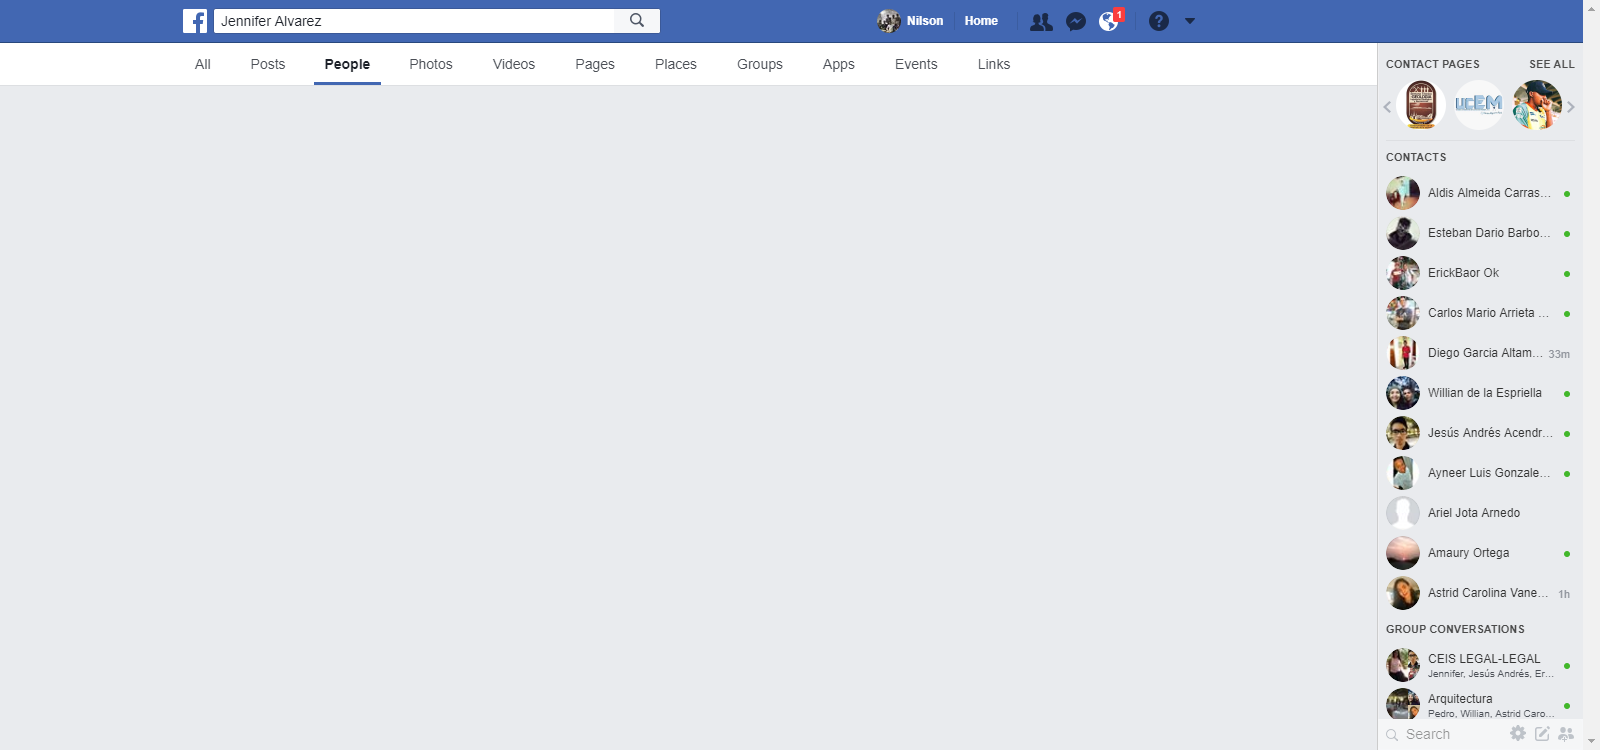 Jennifer Alvarez
Nilson
Home
1
All
Posts
People
Photos
Videos
Pages
Places
Groups
Apps
Events
Links
CONTACT PAGES
SEE ALL
UCEM
CONTACTS
Aldis Almeida Carras...
Esteban Dario Barbo...
ErickBaor Ok
Carlos Mario Arrieta ...
Diego Garcia Altam... 33m
Willian de la Espriella
Jesús Andrés Acendr...
Ayneer Luis Gonzale...
Ariel Jota Arnedo
Amaury Ortega
Astrid Carolina Vane... 1h
GROUP CONVERSATIONS
CEIS LEGAL-LEGAL
Jennifer, Jesús Andrés, Er...
Arquitectura
Pedro, Willian, Astrid Caro...
Search